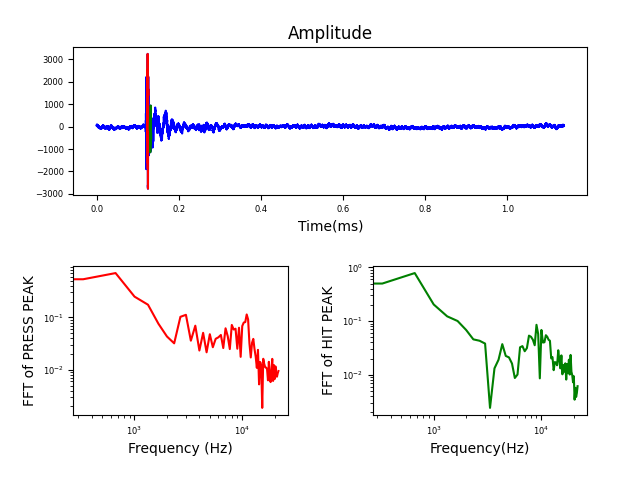 Amplitude
3000
2000
1000
0
−1000
−2000
−3000
0.0 0.2 0.4 0.6 0.8 1.0
Time(ms)
FFT of PRESS PEAK
10⁻¹
10⁻²
10³ 10⁴
Frequency (Hz)
FFT of HIT PEAK
10⁰
10⁻¹
10⁻²
10³ 10⁴
Frequency(Hz)